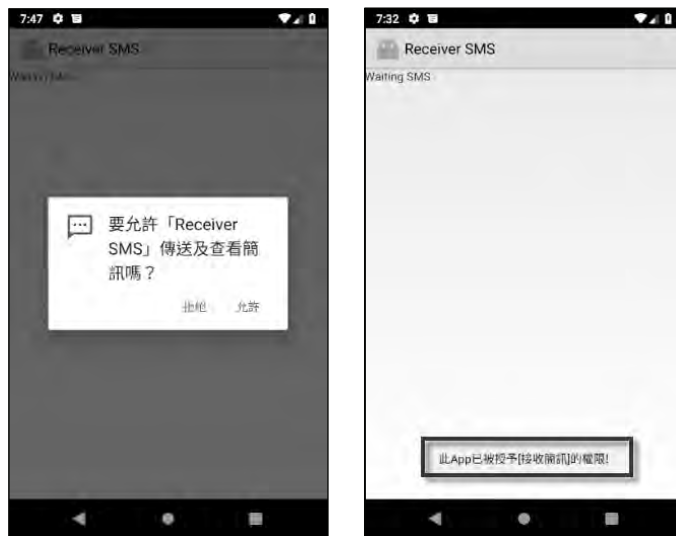 7:47
Receiver SMS
Waiting SMS
要允許「Receiver
SMS」傳送及查看簡
訊嗎？
拒絕 允許
7:32
Receiver SMS
Waiting SMS
此App已被授予[接收簡訊]的權限!